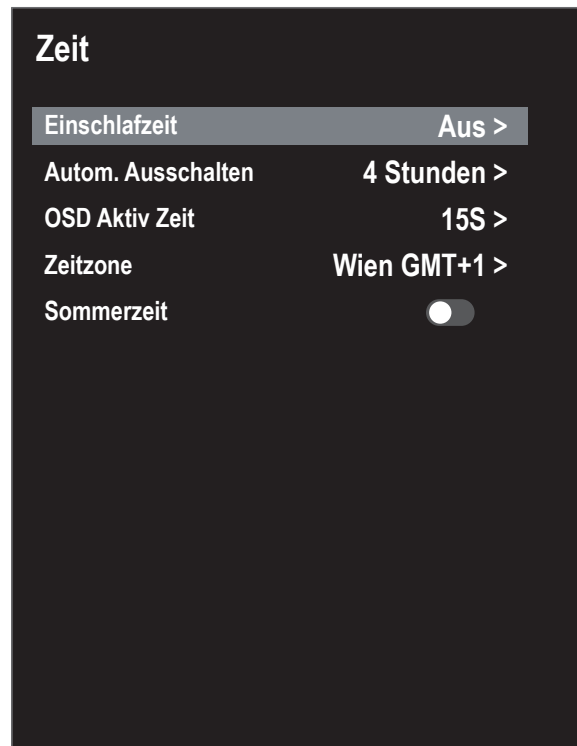 Zeit
Einschlafzeit Aus >
Autom. Ausschalten 4 Stunden >
OSD Aktiv Zeit 15S >
Zeitzone Wien GMT+1 >
Sommerzeit